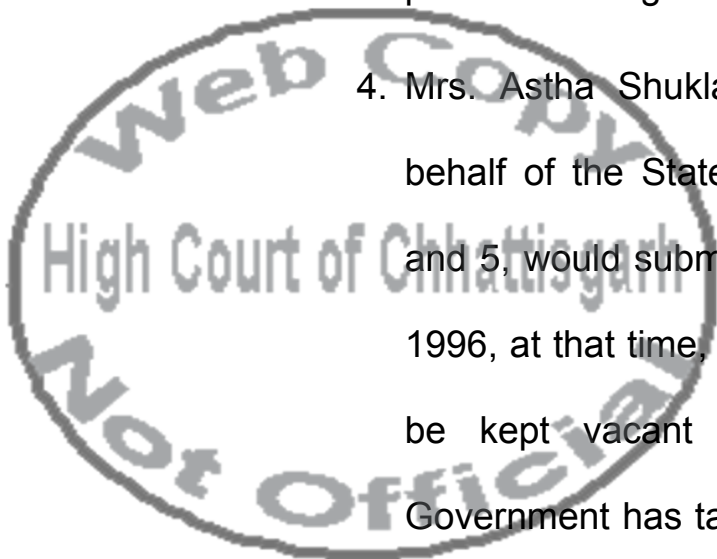 4. Mrs. Astha Shukla
behalf of the State
and 5, would subm
1996, at that time,
be kept vacant
Government has ta
Web Copy
High Court of Chhattisgarh
Not Official